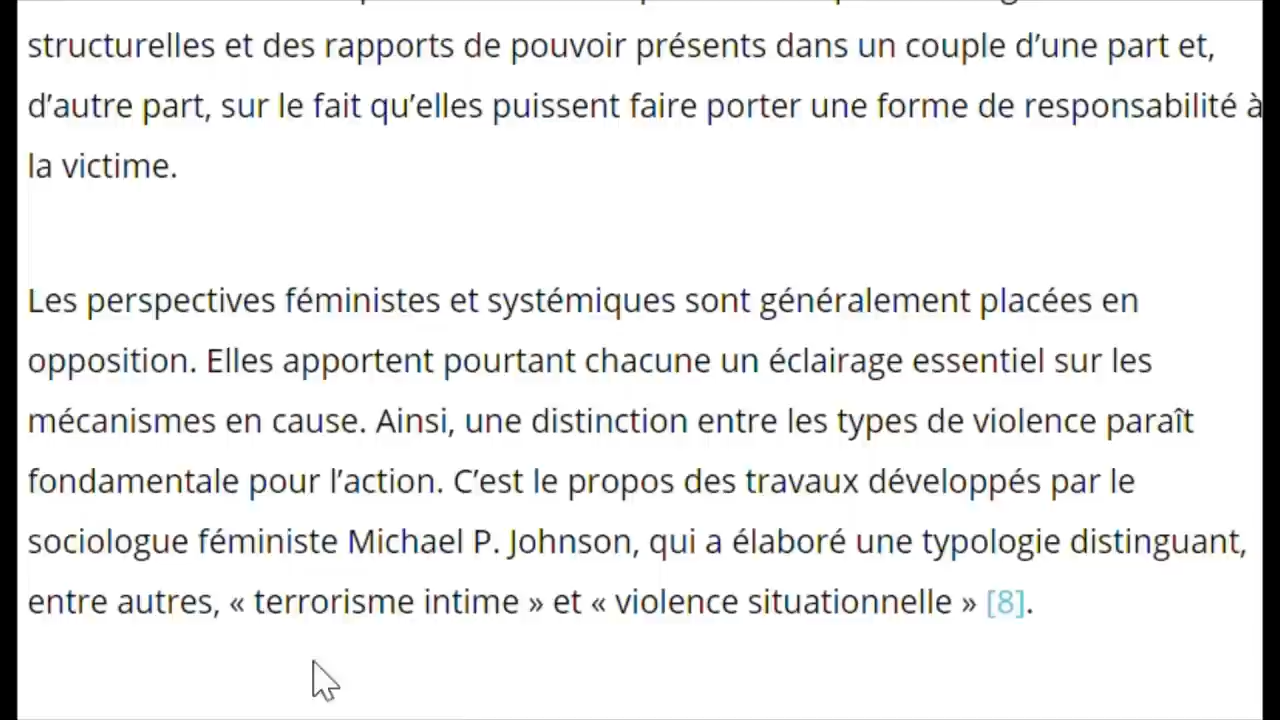 structurelles et des rapports de pouvoir présents dans un couple d’une part et,
d’autre part, sur le fait qu’elles puissent faire porter une forme de responsabilité à
la victime.
Les perspectives féministes et systémiques sont généralement placées en
opposition. Elles apportent pourtant chacune un éclairage essentiel sur les
mécanismes en cause. Ainsi, une distinction entre les types de violence paraît
fondamentale pour l’action. C’est le propos des travaux développés par le
sociologue féministe Michael P. Johnson, qui a élaboré une typologie distinguant,
entre autres, « terrorisme intime » et « violence situationnelle » [8].